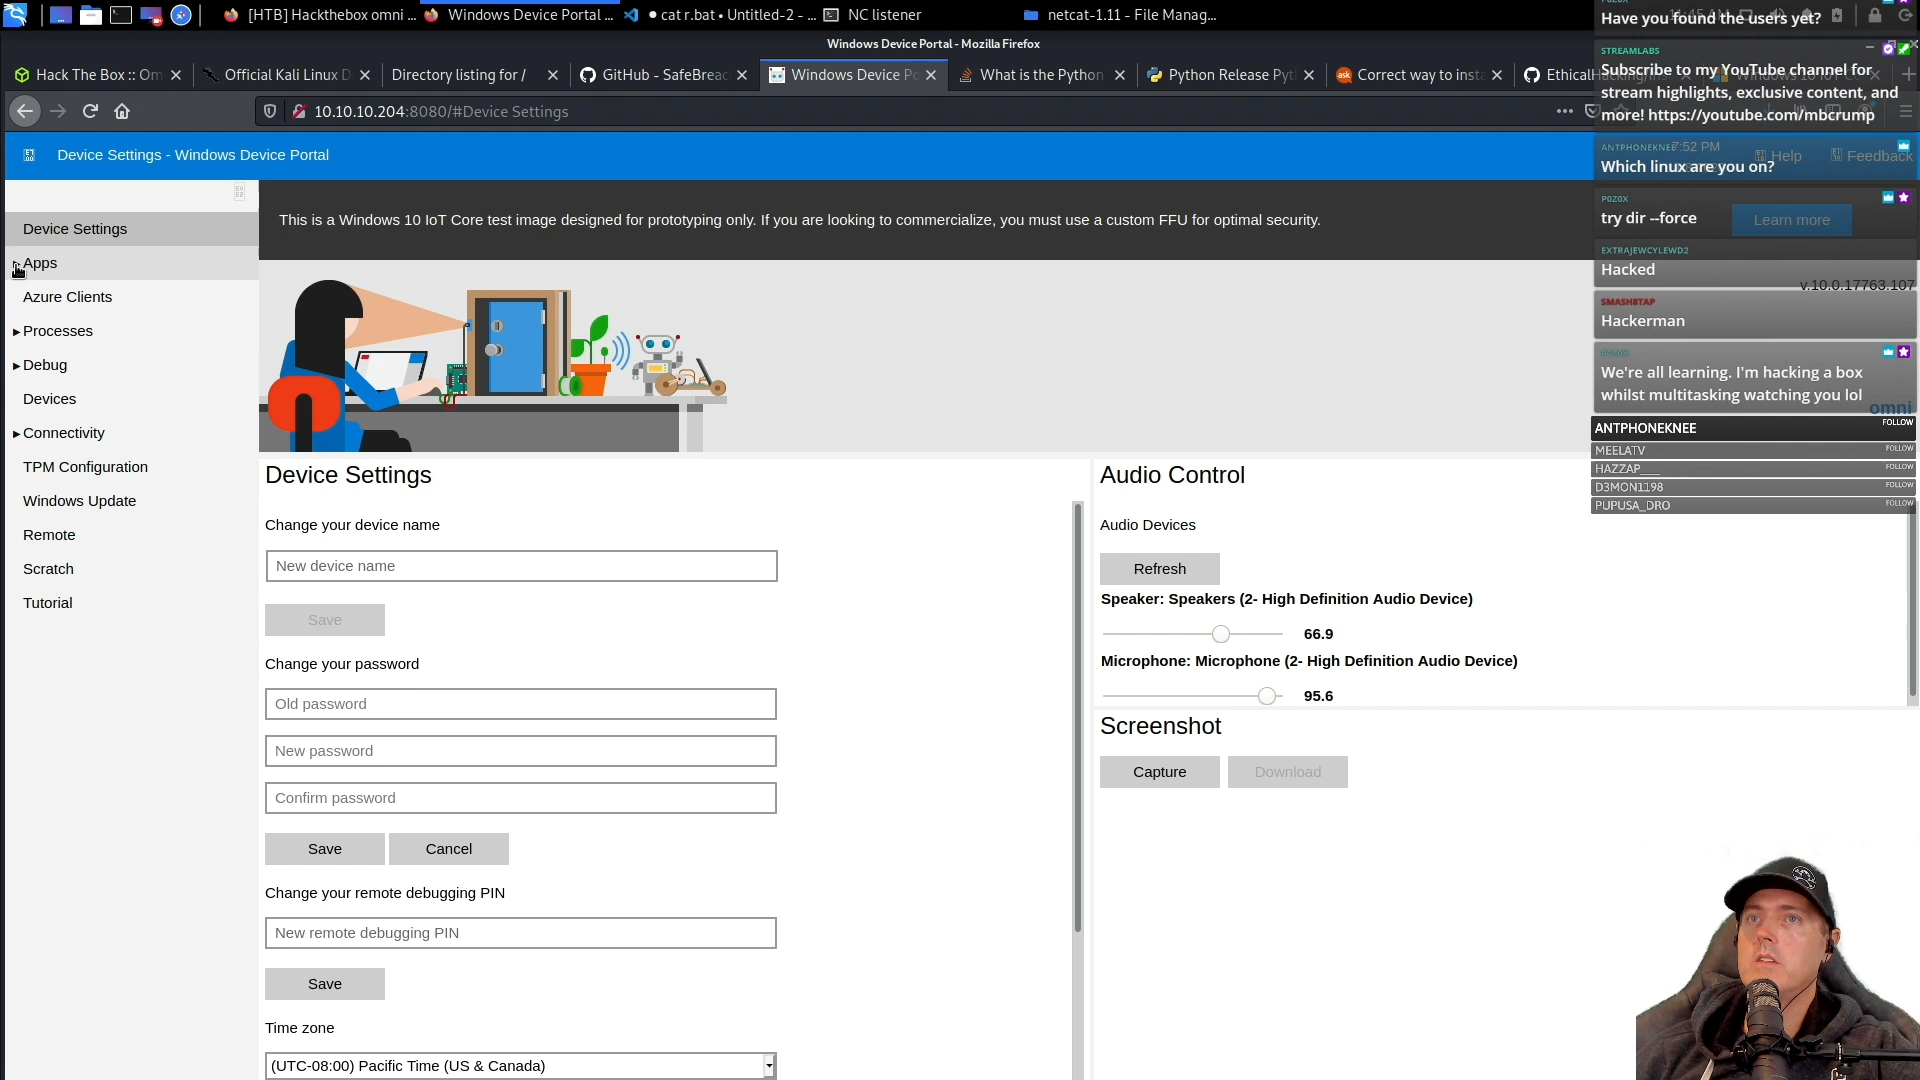 [HTB] Hackthebox omni ...
Windows Device Portal ...
● cat r.bat • Untitled-2 - ...
NC listener
netcat-1.11 - File Manag...
Windows Device Portal - Mozilla Firefox
Hack The Box :: Om
Official Kali Linux D
Directory listing for /
GitHub - SafeBreac
Windows Device Po
What is the Python
Python Release Pyt
Correct way to insta
10.10.10.204:8080/#Device Settings
Device Settings - Windows Device Portal
Help
Feedback
Device Settings
Apps
Azure Clients
Processes
Debug
Devices
Connectivity
TPM Configuration
Windows Update
Remote
Scratch
Tutorial
This is a Windows 10 IoT Core test image designed for prototyping only. If you are looking to commercialize, you must use a custom FFU for optimal security.
Learn more
v.10.0.17763.107
omni
Device Settings
Change your device name
New device name
Save
Change your password
Old password
New password
Confirm password
Save
Cancel
Change your remote debugging PIN
New remote debugging PIN
Save
Time zone
(UTC-08:00) Pacific Time (US & Canada)
Audio Control
Audio Devices
Refresh
Speaker: Speakers (2- High Definition Audio Device)
66.9
Microphone: Microphone (2- High Definition Audio Device)
95.6
Screenshot
Capture
Download
Have you found the users yet?
STREAMLABS
Subscribe to my YouTube channel for
stream highlights, exclusive content, and
more! https://youtube.com/mbcrump
ANTPHONEKNEE
7:52 PM
Which linux are you on?
P0Z0X
try dir --force
EXTRAJEWCYLEWD2
Hacked
SMASH8TAP
Hackerman
P0Z0X
We're all learning. I'm hacking a box
whilst multitasking watching you lol
ANTPHONEKNEE
FOLLOW
MEELATV
FOLLOW
HAZZAP___
FOLLOW
D3MON1198
FOLLOW
PUPUSA_DRO
FOLLOW